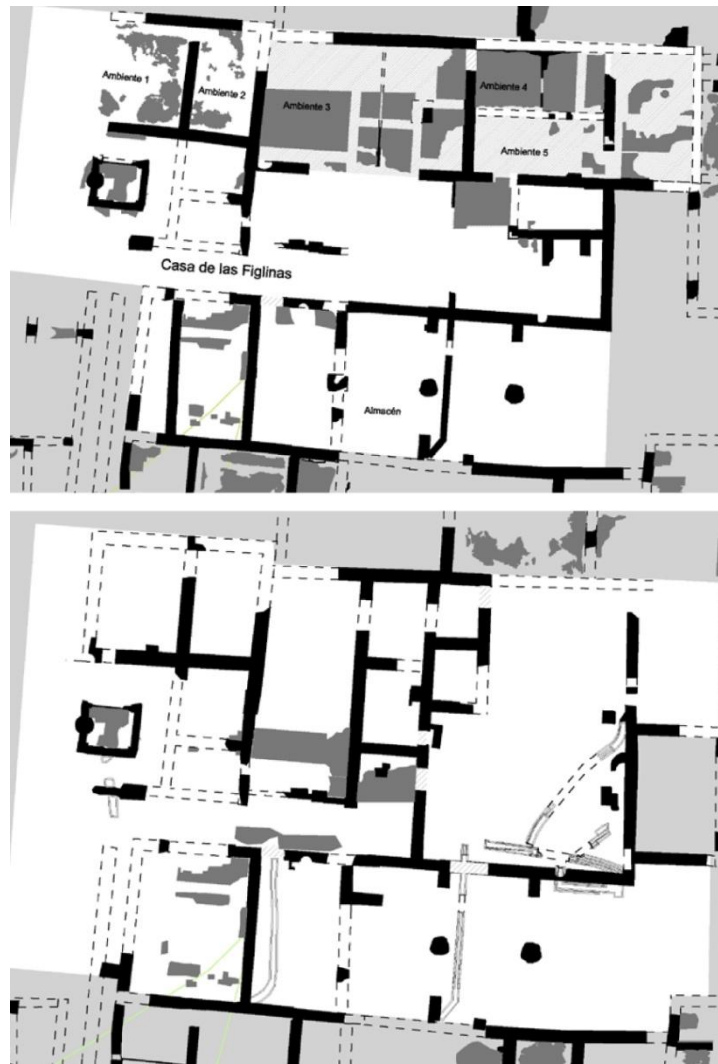 Ambiente 1
Ambiente 2
Ambiente 3
Ambiente 4
Ambiente 5
Casa de las Figlinas
Almacén